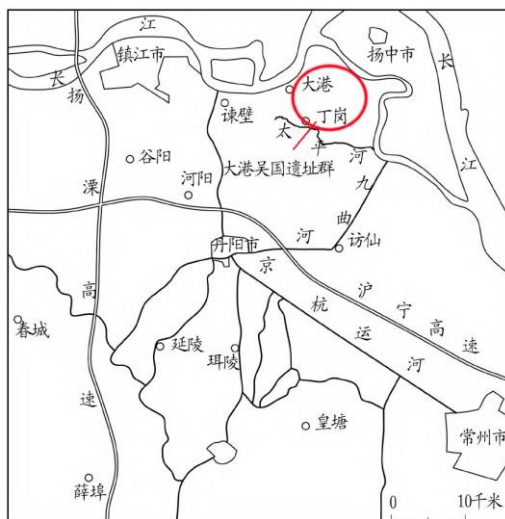 长
江
镇江市
扬
中
市
长
江
扬
溧
高
速
大港
谏壁
丁岗
太
平
河
谷阳
大港吴国遗址群
河阳
九
曲
河
丹阳市
访仙
京
杭
运
河
沪
宁
高
速
春城
延陵
珥陵
皇塘
常州市
薛埠
0 10千米